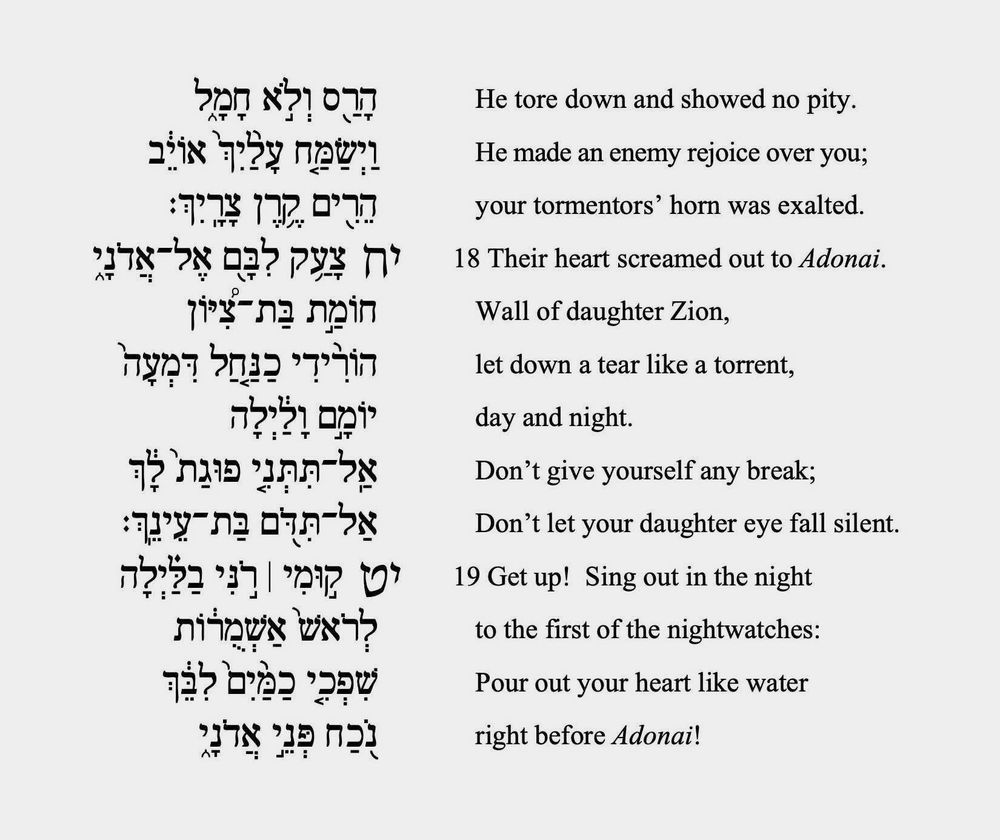 הָרַ֖ס וְלֹ֣א חָמָ֑ל
וַיְשַׂמַּ֤ח עָלַ֙יִךְ֙ אוֹיֵ֔ב
הֵרִ֖ים קֶ֥רֶן צָרָֽיִךְ׃
יח צָעַ֥ק לִבָּ֖ם אֶל־אֲדֹנָ֑י
חוֹמַ֣ת בַּת־צִ֠יּוֹן
הוֹרִ֨ידִי כַנַּ֤חַל דִּמְעָה֙
יוֹמָ֣ם וָלַ֔יְלָה
אַֽל־תִּתְּנִ֤י פוּגַת֙ לָ֔ךְ
אַל־תִּדֹּ֖ם בַּת־עֵינֵֽךְ׃
יט ק֣וּמִי ׀ רֹ֣נִּי בַלַּ֗יְלָה
לְרֹאשׁ֙ אַשְׁמֻר֔וֹת
שִׁפְכִ֤י כַמַּ֙יִם֙ לִבֵּ֔ךְ
נֹ֖כַח פְּנֵ֣י אֲדֹנָ֑י
He tore down and showed no pity.
He made an enemy rejoice over you;
your tormentors’ horn was exalted.
18 Their heart screamed out to Adonai.
Wall of daughter Zion,
let down a tear like a torrent,
day and night.
Don’t give yourself any break;
Don’t let your daughter eye fall silent.
19 Get up! Sing out in the night
to the first of the nightwatches:
Pour out your heart like water
right before Adonai!